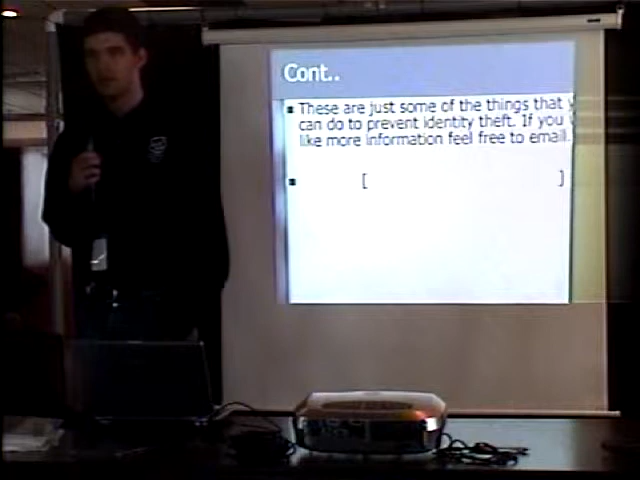 Cont..
These are just some of the things that y
can do to prevent identity theft. If you
like more information feel free to email.
[ ]